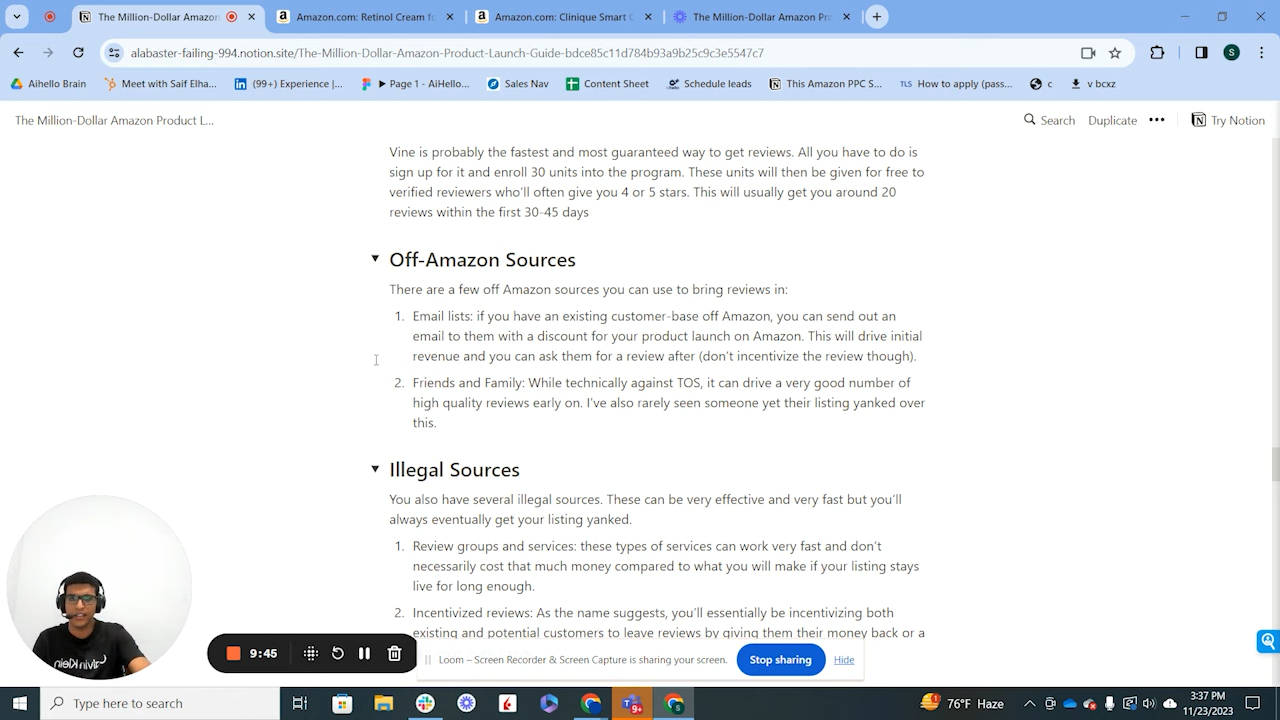 The Million-Dollar Amazon
Amazon.com: Retinol Cream fo
Amazon.com: Clinique Smart C
The Million-Dollar Amazon Pro
alabaster-failing-994.notion.site/The-Million-Dollar-Amazon-Product-Launch-Guide-bdce85c11d784b93a9b25c9c3e5547c7
S
Aihello Brain
Meet with Saif Elha...
(99+) Experience |...
Page 1 - AiHello...
Sales Nav
Content Sheet
Schedule leads
This Amazon PPC S...
TLS How to apply (pass...
c
v bcxz
The Million-Dollar Amazon Product L...
Search
Duplicate
Try Notion
Vine is probably the fastest and most guaranteed way to get reviews. All you have to do is
sign up for it and enroll 30 units into the program. These units will then be given for free to
verified reviewers who'll often give you 4 or 5 stars. This will usually get you around 20
reviews within the first 30-45 days
Off-Amazon Sources
There are a few off Amazon sources you can use to bring reviews in:
1. Email lists: if you have an existing customer-base off Amazon, you can send out an
email to them with a discount for your product launch on Amazon. This will drive initial
revenue and you can ask them for a review after (don't incentivize the review though).
2. Friends and Family: While technically against TOS, it can drive a very good number of
high quality reviews early on. I've also rarely seen someone yet their listing yanked over
this.
Illegal Sources
You also have several illegal sources. These can be very effective and very fast but you'll
always eventually get your listing yanked.
1. Review groups and services: these types of services can work very fast and don't
necessarily cost that much money compared to what you will make if your listing stays
live for long enough.
2. Incentivized reviews: As the name suggests, you'll essentially be incentivizing both
existing and potential customers to leave reviews by giving them their money back or a
9:45
Loom – Screen Recorder & Screen Capture is sharing your screen.
Stop sharing
Hide
Type here to search
9+
76°F Haze
3:37 PM
11/23/2023